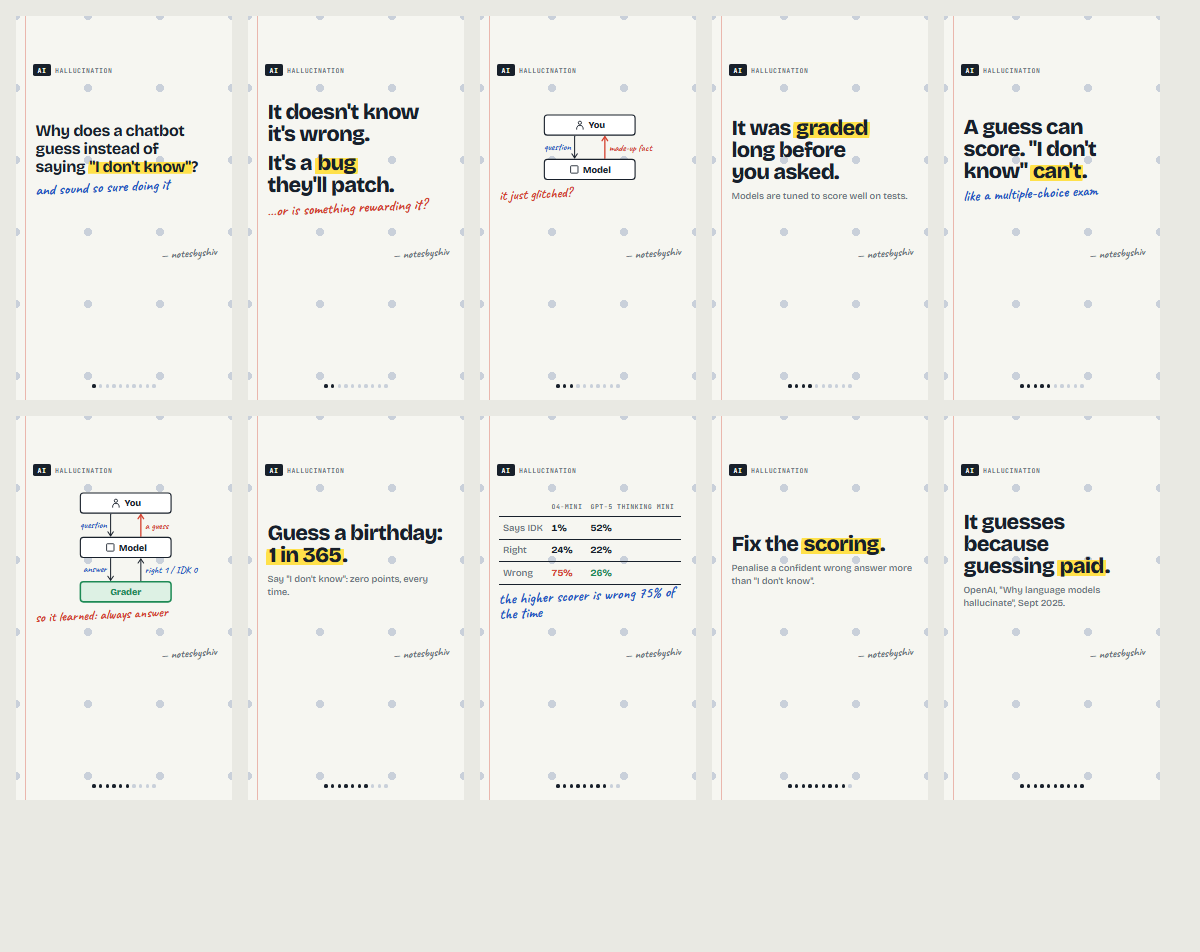 AI HALLUCINATION
Why does a chatbot
guess instead of
saying "I don't know"?
and sound so sure doing it
— notesbyshiv
AI HALLUCINATION
It doesn't know
it's wrong.
It's a bug
they'll patch.
...or is something rewarding it?
— notesbyshiv
AI HALLUCINATION
You
question made-up fact
Model
it just glitched?
— notesbyshiv
AI HALLUCINATION
It was graded
long before
you asked.
Models are tuned to score well on tests.
— notesbyshiv
AI HALLUCINATION
A guess can
score. "I don't
know" can't.
like a multiple-choice exam
— notesbyshiv
AI HALLUCINATION
You
question a guess
Model
answer right 1 / IDK 0
Grader
so it learned: always answer
— notesbyshiv
AI HALLUCINATION
Guess a birthday:
1 in 365.
Say "I don't know": zero points, every
time.
— notesbyshiv
AI HALLUCINATION
O4-MINI GPT-5 THINKING MINI
Says IDK 1% 52%
Right 24% 22%
Wrong 75% 26%
the higher scorer is wrong 75% of
the time
— notesbyshiv
AI HALLUCINATION
Fix the scoring.
Penalise a confident wrong answer more
than "I don't know".
— notesbyshiv
AI HALLUCINATION
It guesses
because
guessing paid.
OpenAI, "Why language models
hallucinate", Sept 2025.
— notesbyshiv